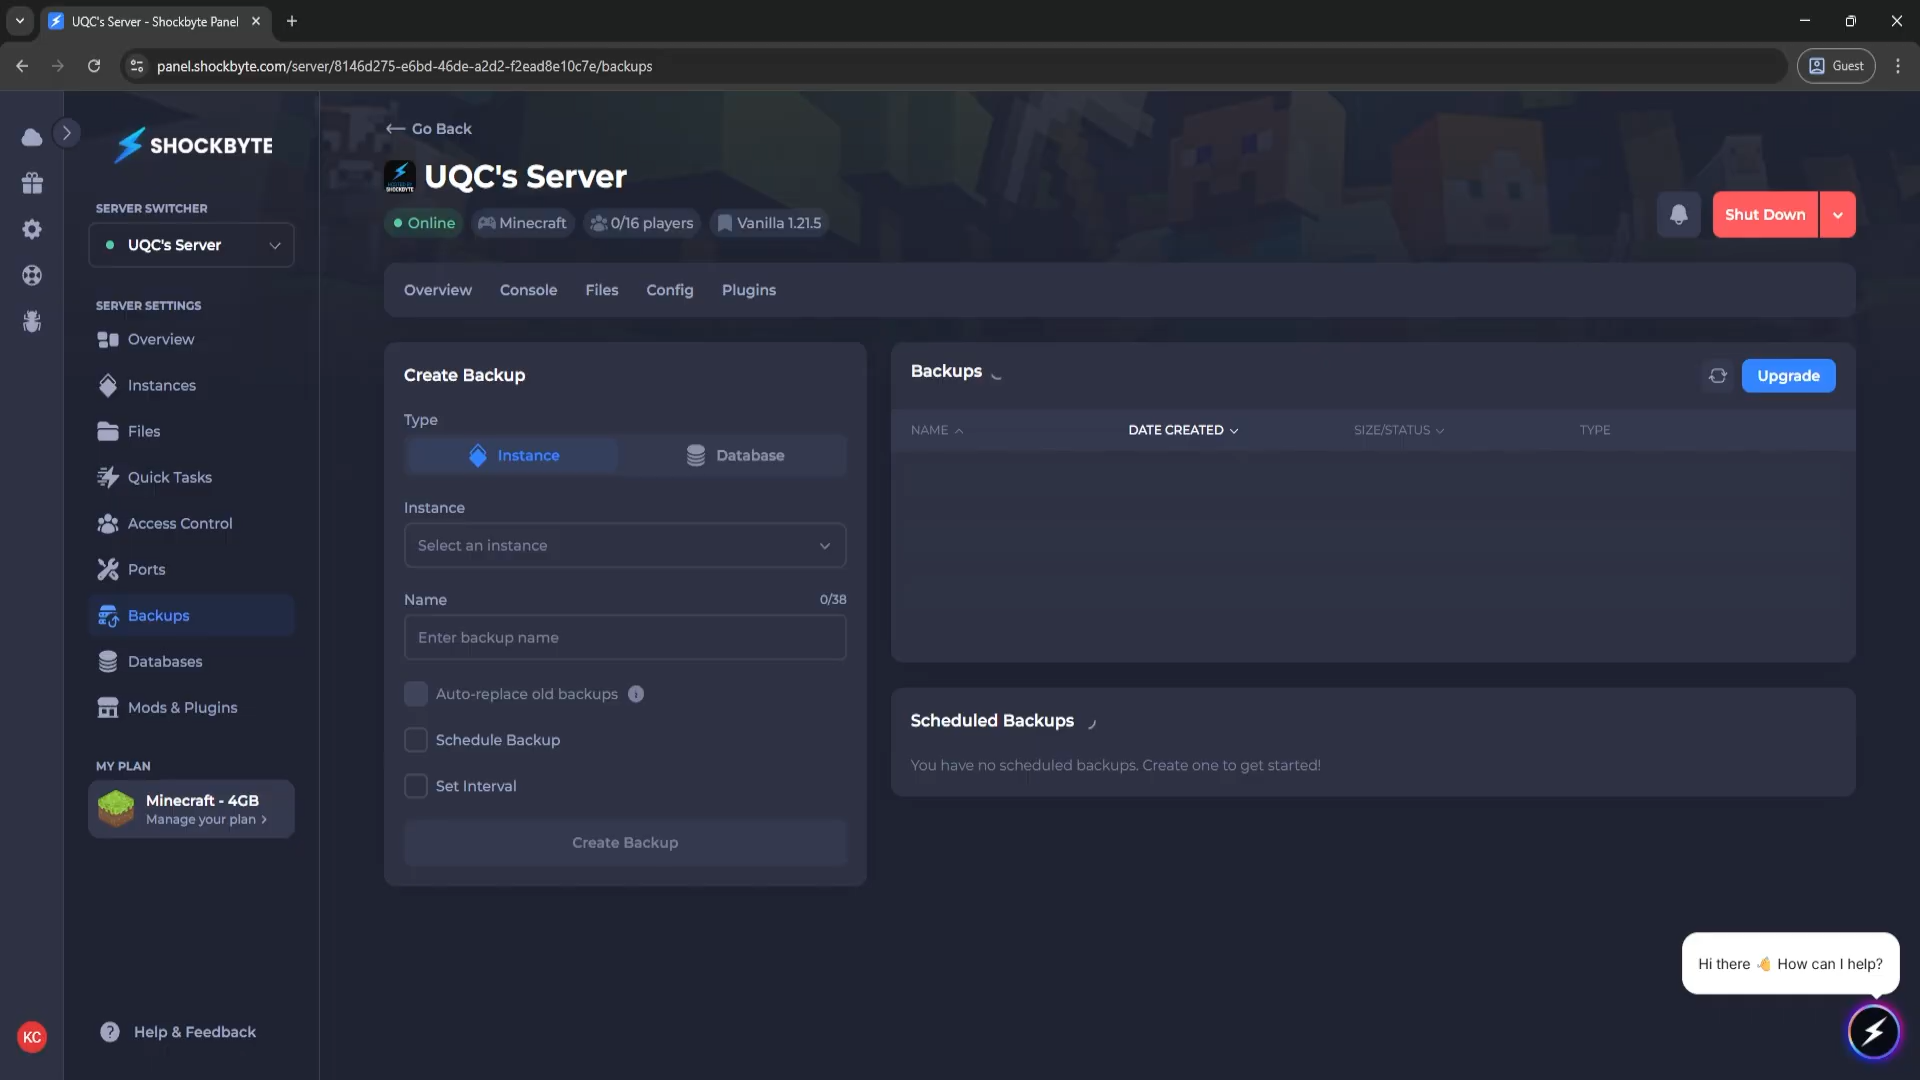 UQC's Server - Shockbyte Panel
panel.shockbyte.com/server/8146d275-e6bd-46de-a2d2-f2ead8e10c7e/backups
Guest
SHOCKBYTE
SERVER SWITCHER
UQC's Server
SERVER SETTINGS
Overview
Instances
Files
Quick Tasks
Access Control
Ports
Backups
Databases
Mods & Plugins
MY PLAN
Minecraft - 4GB
Manage your plan >
Help & Feedback
KC
Go Back
UQC's Server
Online
Minecraft
0/16 players
Vanilla 1.21.5
Shut Down
Overview
Console
Files
Config
Plugins
Create Backup
Type
Instance
Database
Instance
Select an instance
Name
0/38
Enter backup name
Auto-replace old backups
Schedule Backup
Set Interval
Create Backup
Backups
Upgrade
NAME
DATE CREATED
SIZE/STATUS
TYPE
Scheduled Backups
You have no scheduled backups. Create one to get started!
Hi there 👋 How can I help?